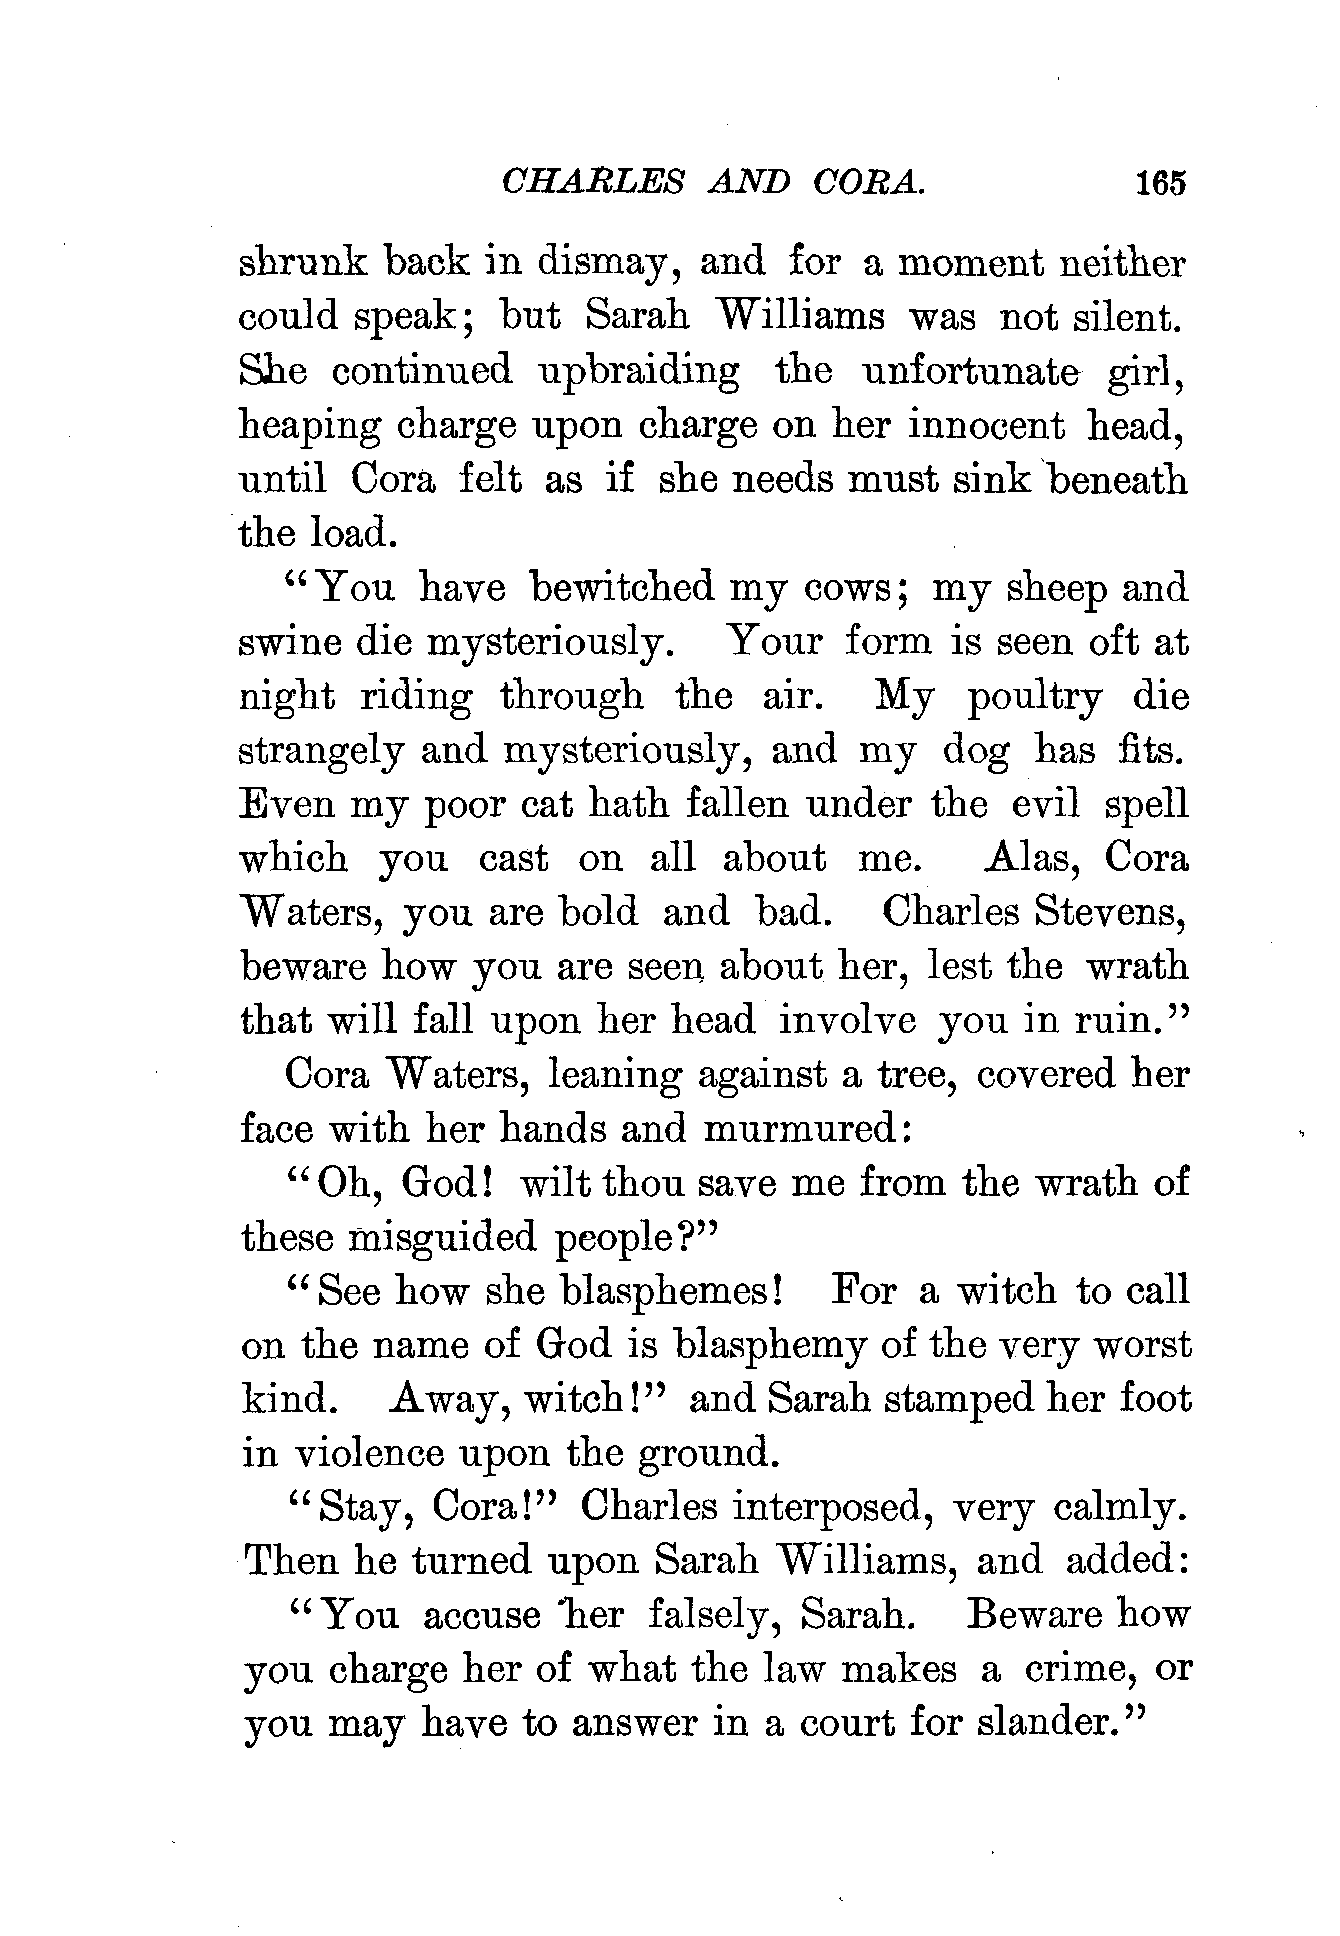 CHARLES AND CORA. 165
shrunk back in dismay, and for a moment neither
could speak; but Sarah Williams was not silent.
She continued upbraiding the unfortunate girl,
heaping charge upon charge on her innocent head,
until Cora felt as if she needs must sink beneath
the load.
"You have bewitched my cows; my sheep and
swine die mysteriously. Your form is seen oft at
night riding through the air. My poultry die
strangely and mysteriously, and my dog has fits.
Even my poor cat hath fallen under the evil spell
which you cast on all about me. Alas, Cora
Waters, you are bold and bad. Charles Stevens,
beware how you are seen about her, lest the wrath
that will fall upon her head involve you in ruin."
Cora Waters, leaning against a tree, covered her
face with her hands and murmured:
"Oh, God! wilt thou save me from the wrath of
these misguided people?"
"See how she blasphemes! For a witch to call
on the name of God is blasphemy of the very worst
kind. Away, witch!" and Sarah stamped her foot
in violence upon the ground.
"Stay, Cora!" Charles interposed, very calmly.
Then he turned upon Sarah Williams, and added:
"You accuse her falsely, Sarah. Beware how
you charge her of what the law makes a crime, or
you may have to answer in a court for slander."